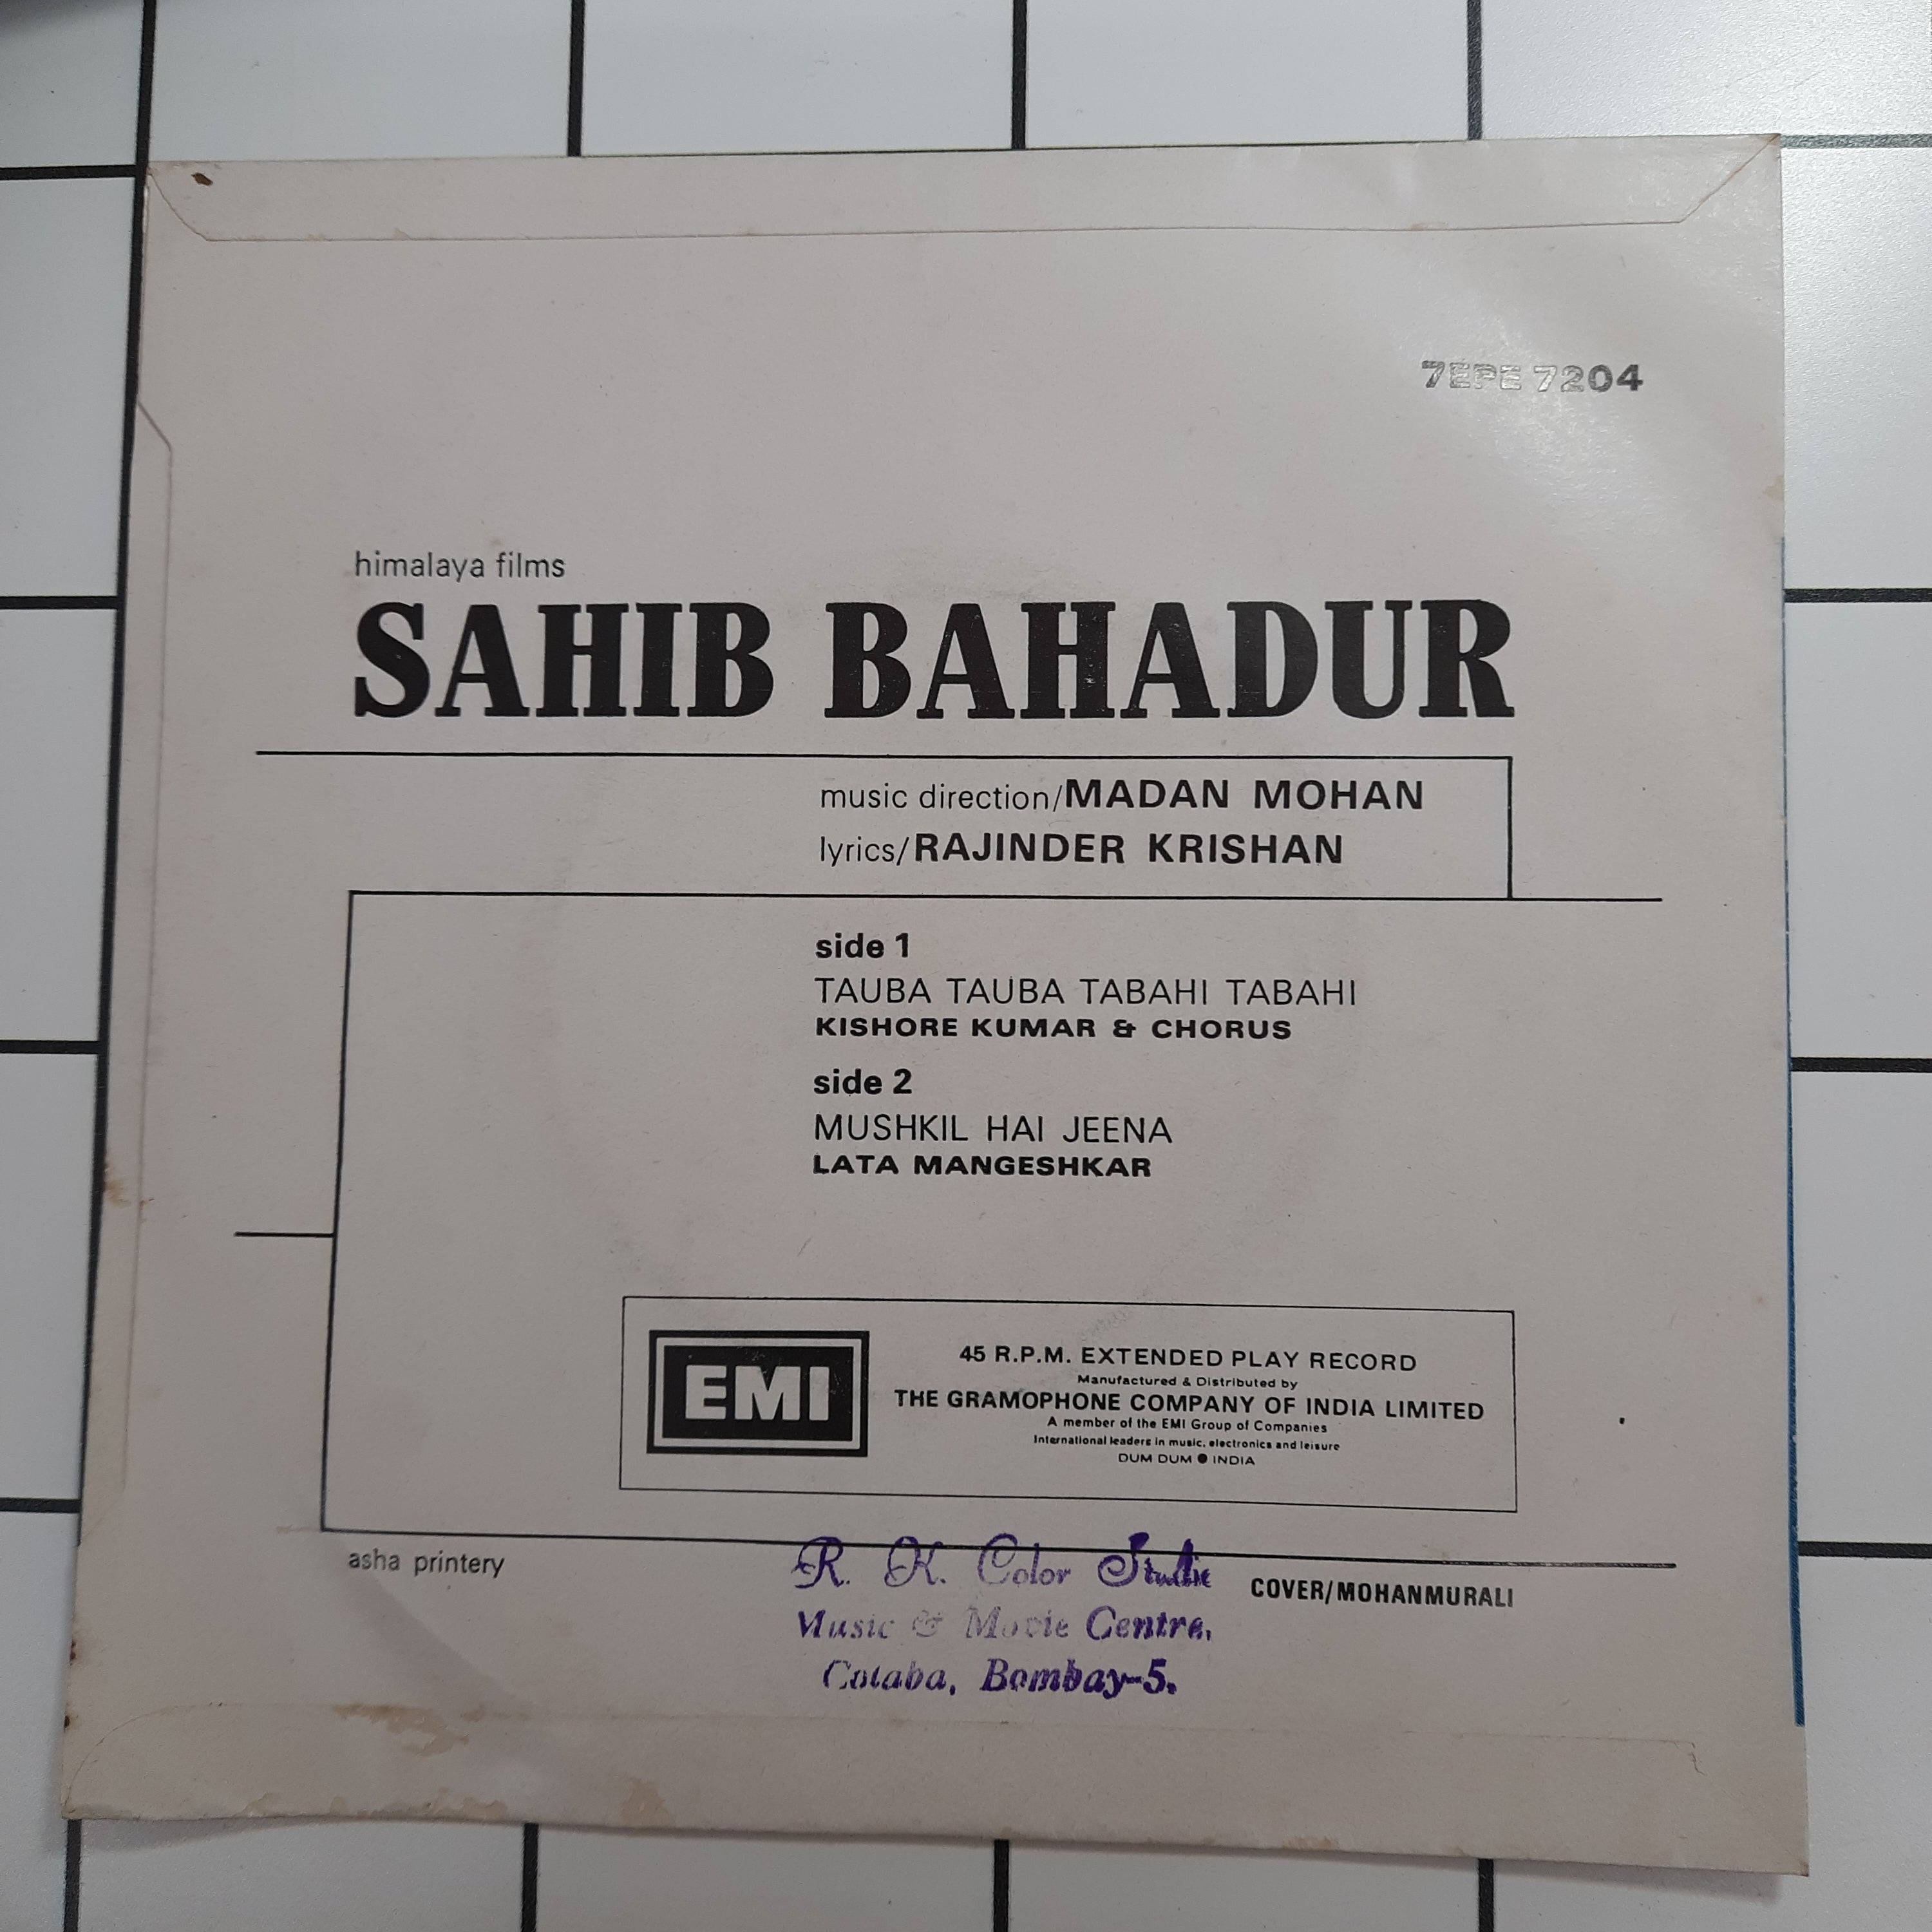 7EPE 7204
himalaya films
SAHIB BAHADUR
music direction/MADAN MOHAN
lyrics/RAJINDER KRISHAN
side 1
TAUBA TAUBA TABAHI TABAHI
KISHORE KUMAR & CHORUS
side 2
MUSHKIL HAI JEENA
LATA MANGESHKAR
EMI
45 R.P.M. EXTENDED PLAY RECORD
Manufactured & Distributed by
THE GRAMOPHONE COMPANY OF INDIA LIMITED
A member of the EMI Group of Companies
International leaders in music, electronics and leisure
DUM DUM ● INDIA
asha printery
R. K. Color Studio
COVER/MOHANMURALI
Music & Movie Centre,
Colaba, Bombay-5.